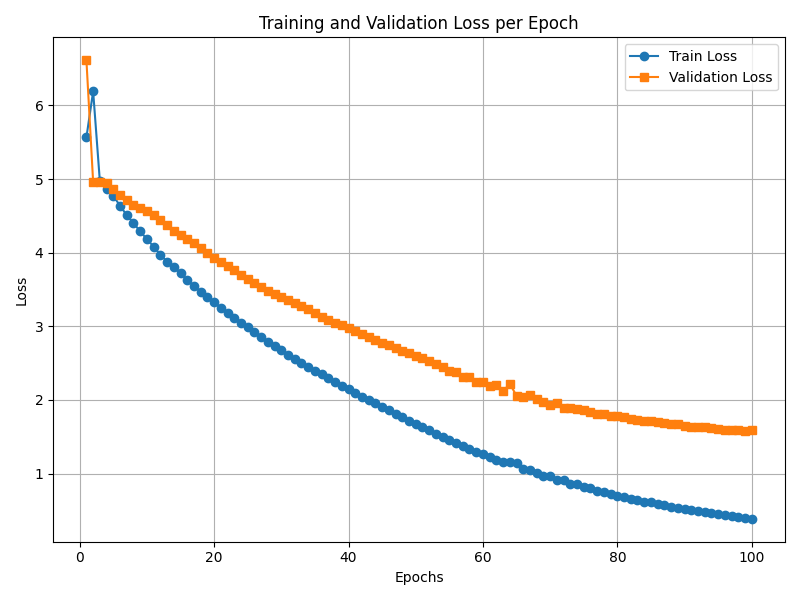 Training and Validation Loss per Epoch
Train Loss
Validation Loss
Loss
6
5
4
3
2
1
0 20 40 60 80 100
Epochs